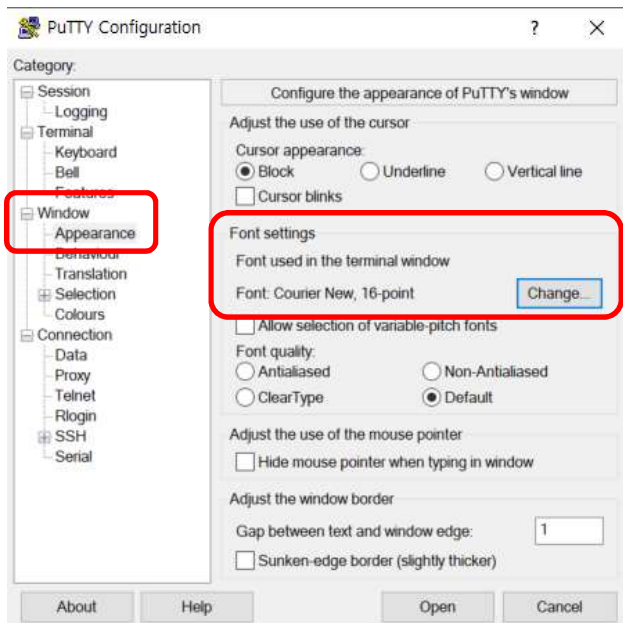 PuTTY Configuration
?
Category:
Session
Logging
Terminal
Keyboard
Bell
Features
Window
Appearance
Behaviour
Translation
Selection
Colours
Connection
Data
Proxy
Telnet
Rlogin
SSH
Serial
Configure the appearance of PuTTY's window
Adjust the use of the cursor
Cursor appearance:
Block Underline Vertical line
Cursor blinks
Font settings
Font used in the terminal window
Font: Courier New, 16-point Change...
Allow selection of variable-pitch fonts
Font quality:
Antialiased Non-Antialiased
ClearType Default
Adjust the use of the mouse pointer
Hide mouse pointer when typing in window
Adjust the window border
Gap between text and window edge: 1
Sunken-edge border (slightly thicker)
About Help Open Cancel